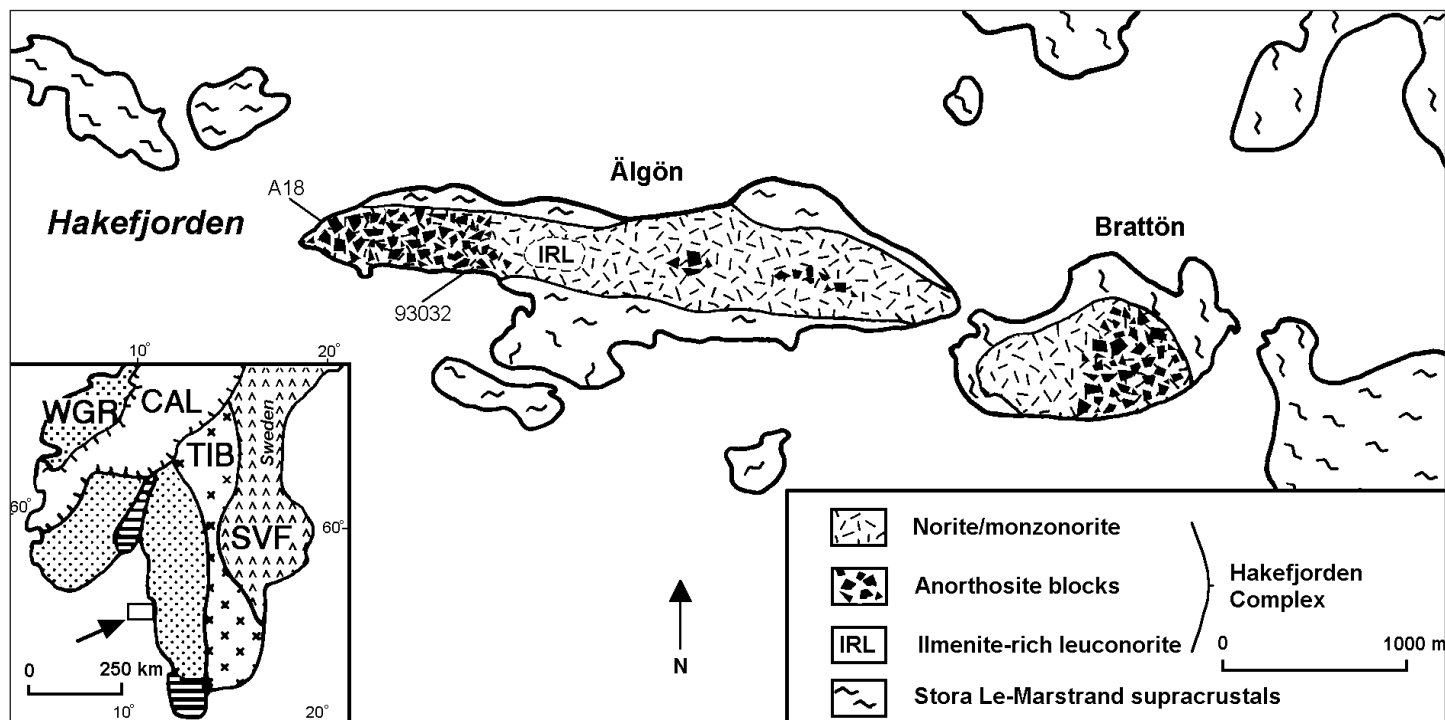 Älgön
A18
Hakefjorden
Brattön
IRL
93032
10°
20°
WGR
CAL
Sweden
TIB
60°
60°
SVF
0
250 km
10°
20°
N
Norite/monzonorite
Anorthosite blocks
Hakefjorden
Complex
IRL
Ilmenite-rich leuconorite
0
1000 m
Stora Le-Marstrand supracrustals